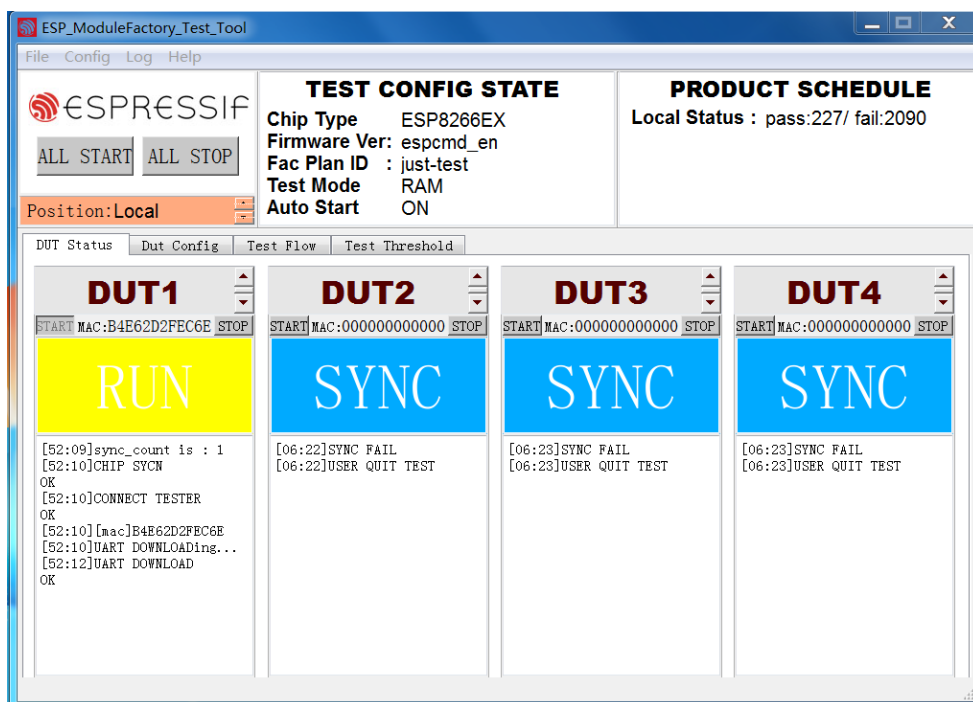 ESP_ModuleFactory_Test_Tool
File Config Log Help
ESPRESSIF
ALL START ALL STOP
Position:Local
TEST CONFIG STATE
Chip Type ESP8266EX
Firmware Ver: espcmd_en
Fac Plan ID : just-test
Test Mode RAM
Auto Start ON
PRODUCT SCHEDULE
Local Status : pass:227/ fail:2090
DUT Status Dut Config Test Flow Test Threshold
DUT1
START MAC:B4E62D2FEC6E STOP
RUN
[52:09]sync_count is : 1
[52:10]CHIP SYCN
OK
[52:10]CONNECT TESTER
OK
[52:10][mac]B4E62D2FEC6E
[52:10]UART DOWNLOADing...
[52:12]UART DOWNLOAD
OK
DUT2
START MAC:000000000000 STOP
SYNC
[06:22]SYNC FAIL
[06:22]USER QUIT TEST
DUT3
START MAC:000000000000 STOP
SYNC
[06:23]SYNC FAIL
[06:23]USER QUIT TEST
DUT4
START MAC:000000000000 STOP
SYNC
[06:23]SYNC FAIL
[06:23]USER QUIT TEST